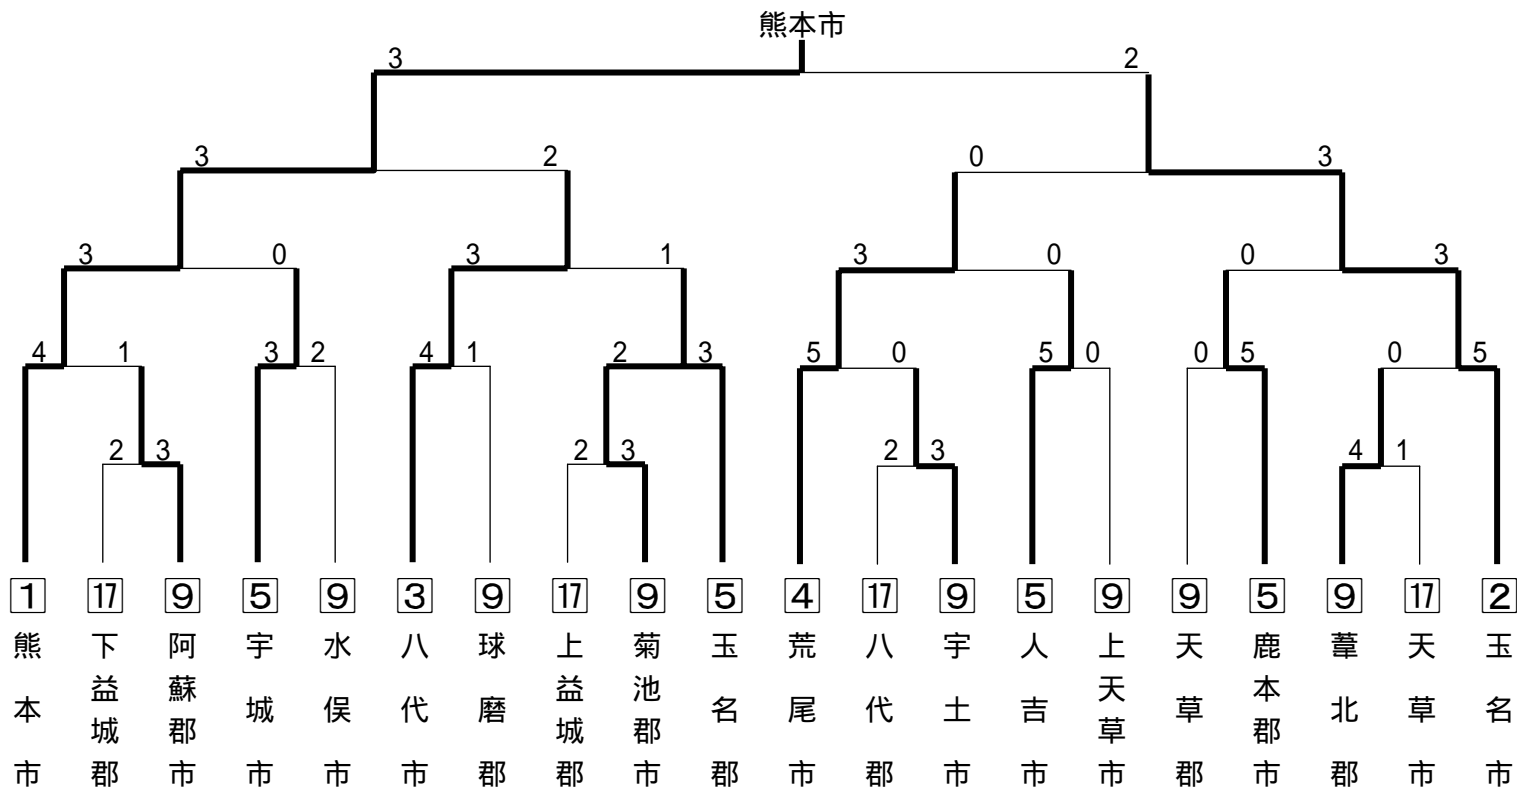 熊本市
3 2
3 2 0 3
3 0 3 1 3 0 0 3
4 1 3 2 4 1 2 3 5 0 5 0 0 5 0 5
2 3 2 3 2 3 4 1
1 17 9 5 9 3 9 17 9 5 4 17 9 5 9 9 5 9 17 2
熊本市
下益城郡
阿蘇郡市
宇城市
水俣市
八代市
球磨郡
上益城郡
菊池郡市
玉名郡
荒尾市
八代郡
宇土市
人吉市
上天草市
天草郡
鹿本郡市
葦北郡
天草市
玉名市